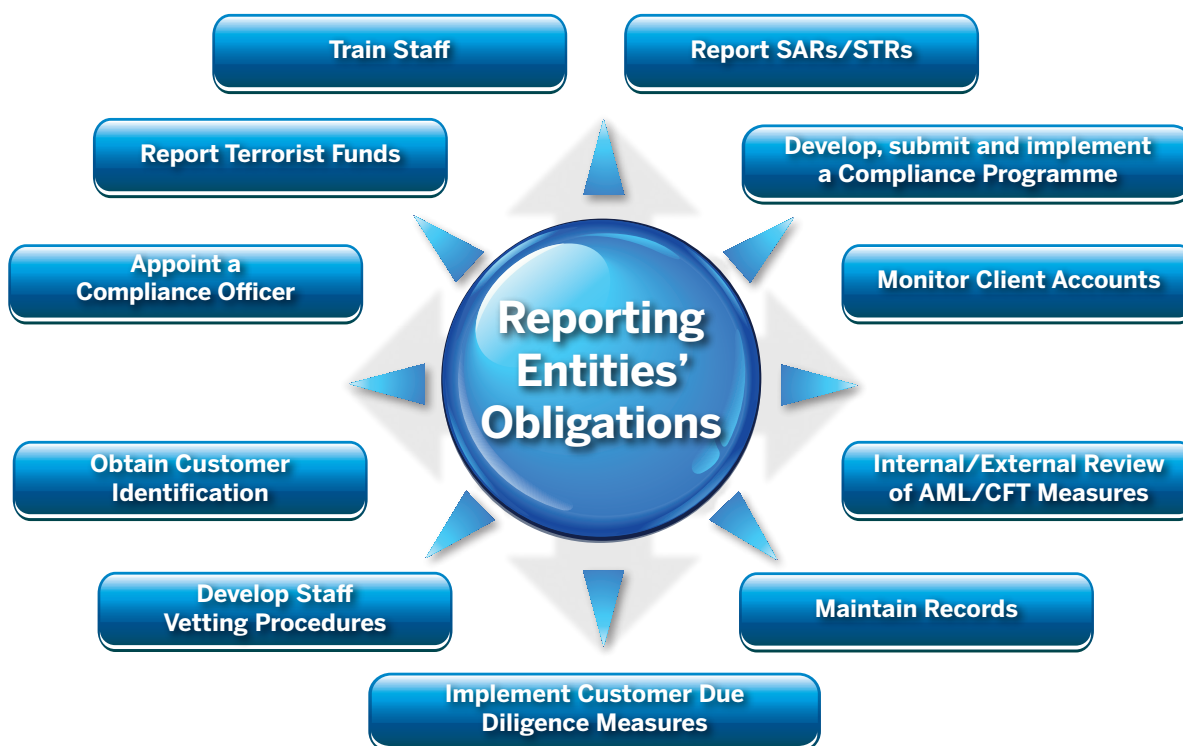 Train Staff
Report SARs/STRs
Report Terrorist Funds
Develop, submit and implement
a Compliance Programme
Appoint a
Compliance Officer
Monitor Client Accounts
Reporting
Entities’
Obligations
Obtain Customer
Identification
Internal/External Review
of AML/CFT Measures
Develop Staff
Vetting Procedures
Maintain Records
Implement Customer Due
Diligence Measures